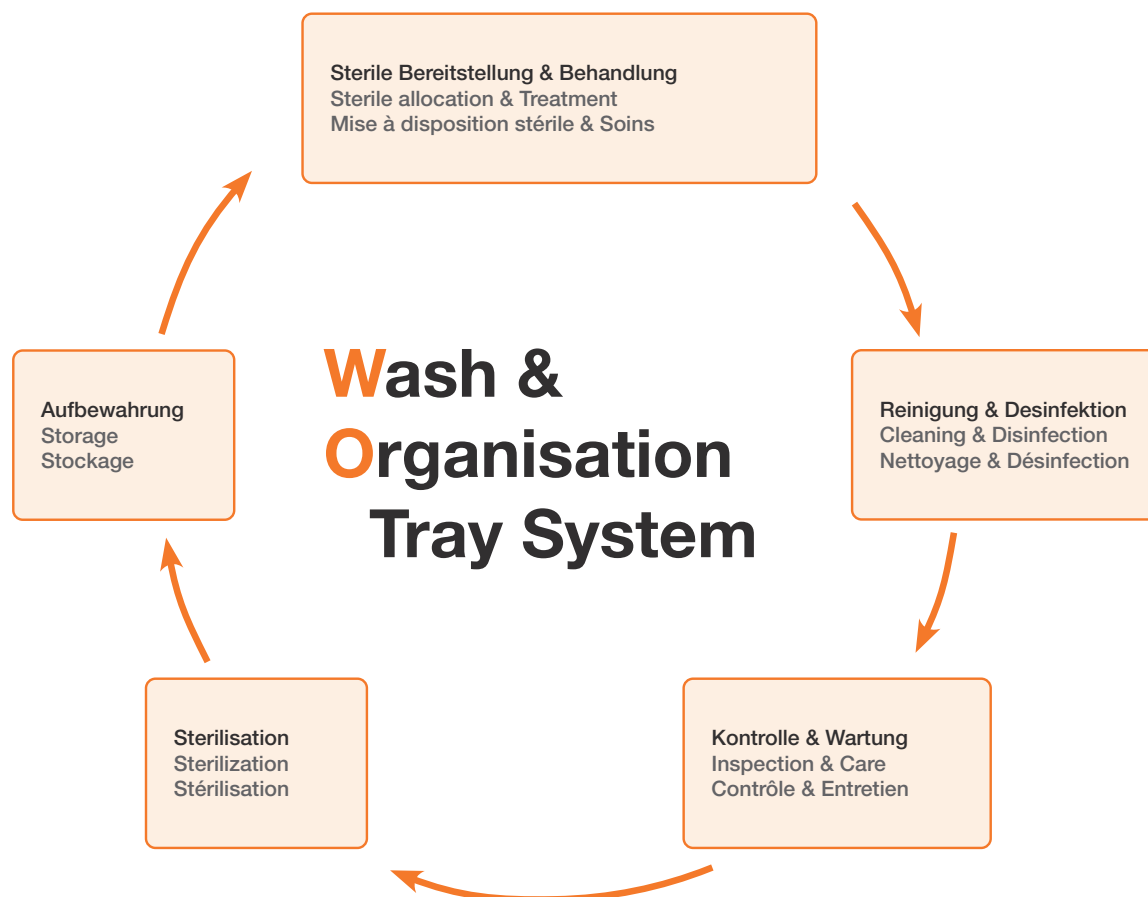 Sterile Bereitstellung & Behandlung
Sterile allocation & Treatment
Mise à disposition stérile & Soins
Wash &
Organisation
Tray System
Aufbewahrung
Storage
Stockage
Reinigung & Desinfektion
Cleaning & Disinfection
Nettoyage & Désinfection
Sterilisation
Sterilization
Stérilisation
Kontrolle & Wartung
Inspection & Care
Contrôle & Entretien